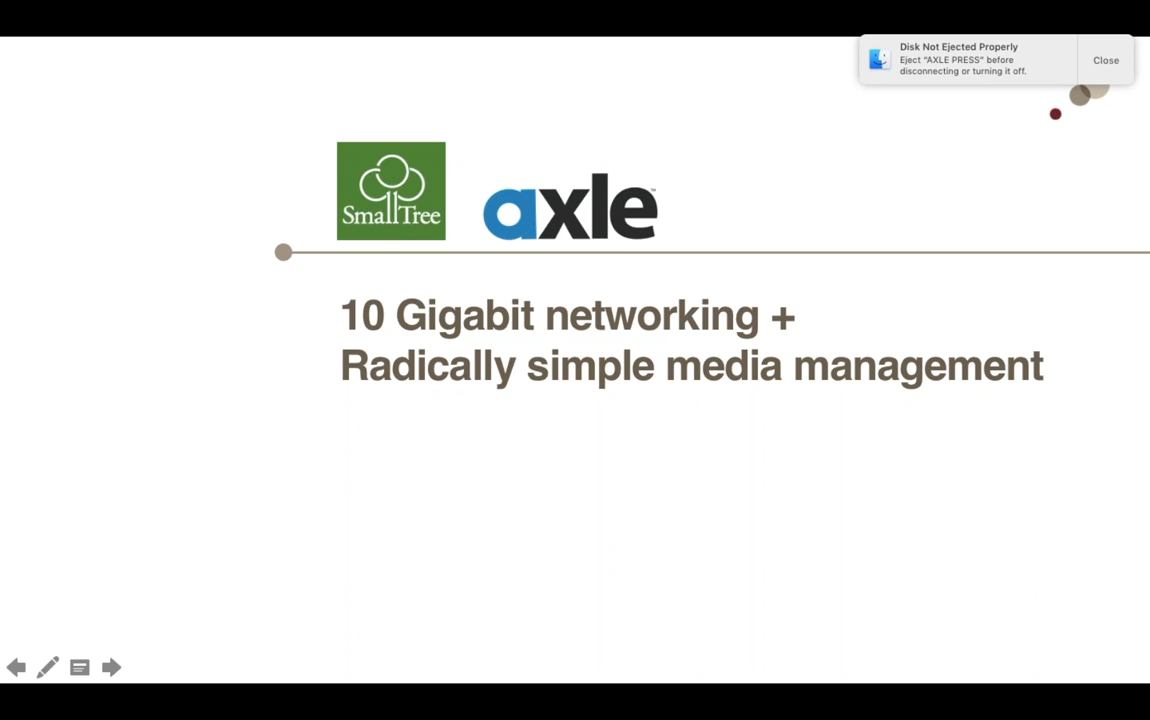 Disk Not Ejected Properly
Eject “AXLE PRESS” before
disconnecting or turning it off.
Close
SmallTree
axle™
10 Gigabit networking +
Radically simple media management